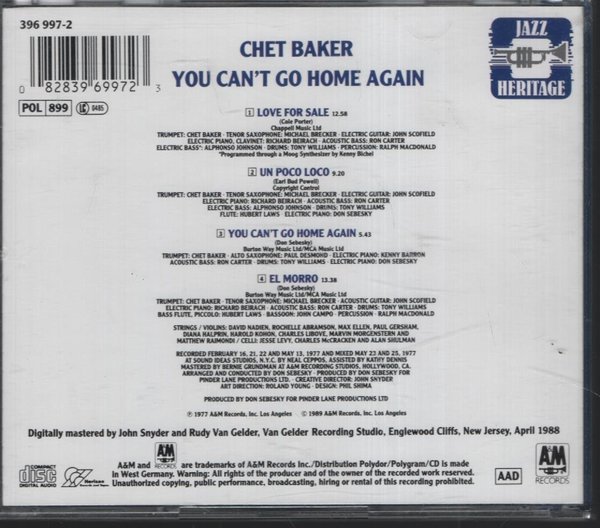 396 997-2
0 82839 69972 3
POL 899
0485
CHET BAKER
YOU CAN'T GO HOME AGAIN
JAZZ
HERITAGE
1 LOVE FOR SALE 12.58
(Cole Porter)
Chappell Music Ltd
TRUMPET: CHET BAKER · TENOR SAXOPHONE: MICHAEL BRECKER · ELECTRIC GUITAR: JOHN SCOFIELD
ELECTRIC PIANO, CLAVINET: RICHARD BEIRACH · ACOUSTIC BASS: RON CARTER
ELECTRIC BASS*: ALPHONSO JOHNSON · DRUMS: TONY WILLIAMS · PERCUSSION: RALPH MACDONALD
*Programmed through a Moog Synthesizer by Kenny Bichel
2 UN POCO LOCO 9.20
(Earl Bud Powell)
Copyright Control
TRUMPET: CHET BAKER · TENOR SAXOPHONE: MICHAEL BRECKER · ELECTRIC GUITAR: JOHN SCOFIELD
ELECTRIC PIANO: RICHARD BEIRACH · ACOUSTIC BASS: RON CARTER
ELECTRIC BASS: ALPHONSO JOHNSON · DRUMS: TONY WILLIAMS
FLUTE: HUBERT LAWS · ELECTRIC PIANO: DON SEBESKY
3 YOU CAN'T GO HOME AGAIN 5.43
(Don Sebesky)
Burton Way Music Ltd/MCA Music Ltd
TRUMPET: CHET BAKER · ALTO SAXOPHONE: PAUL DESMOND · ELECTRIC PIANO: KENNY BARRON
ACOUSTIC BASS: RON CARTER · DRUMS: TONY WILLIAMS · ELECTRIC PIANO: DON SEBESKY
4 EL MORRO 13.38
(Don Sebesky)
Burton Way Music Ltd/MCA Music Ltd
TRUMPET: CHET BAKER · TENOR SAXOPHONE: MICHAEL BRECKER · ACOUSTIC GUITAR: JOHN SCOFIELD
ELECTRIC PIANO: RICHARD BEIRACH · ACOUSTIC BASS: RON CARTER · DRUMS: TONY WILLIAMS
BASS FLUTE, PICCOLO: HUBERT LAWS · BASSOON: JOHN CAMPO · PERCUSSION · RALPH MACDONALD
STRINGS / VIOLINS: DAVID NADIEN, ROCHELLE ABRAMSON, MAX ELLEN, PAUL GERSHAM,
DIANA HALPRIN, HAROLD KOHON, CHARLES LIBOVE, MARVIN MORGENSTERN and
MATTHEW RAIMONDI / CELLI: JESSE LEVY, CHARLES McCRACKEN and ALAN SHULMAN
RECORDED FEBRUARY 16, 21, 22 AND MAY 13, 1977 AND MIXED MAY 23 AND 25, 1977
AT SOUND IDEAS STUDIOS, N.Y.C. BY NEAL CEPPOS. ASSISTED BY KATHY DENNIS
MASTERED BY BERNIE GRUNDMAN AT A&M RECORDING STUDIOS, HOLLYWOOD, CA.
ARRANGED AND CONDUCTED BY DON SEBESKY · PRODUCED BY DON SEBESKY FOR
PINDER LANE PRODUCTIONS LTD. · CREATIVE DIRECTOR: JOHN SNYDER
ART DIRECTION: ROLAND YOUNG · DESIGN: PHIL SHIMA
PRODUCED BY DON SEBESKY FOR PINDER LANE PRODUCTIONS LTD
℗ 1977 A&M Records, Inc. Los Angeles © 1989 A&M Records, Inc. Los Angeles
Digitally mastered by John Snyder and Rudy Van Gelder, Van Gelder Recording Studio, Englewood Cliffs, New Jersey, April 1988
COMPACT
disc
DIGITAL AUDIO
A&M and A&M RECORDS are trademarks of A&M Records Inc./Distribution Polydor/Polygram/CD is made
in West Germany. Warning: All rights of the producer and of the owner of the recorded work reserved.
Unauthorized copying, public performance, broadcasting, hiring or rental of this recording prohibited.
AAD
A&M
RECORDS